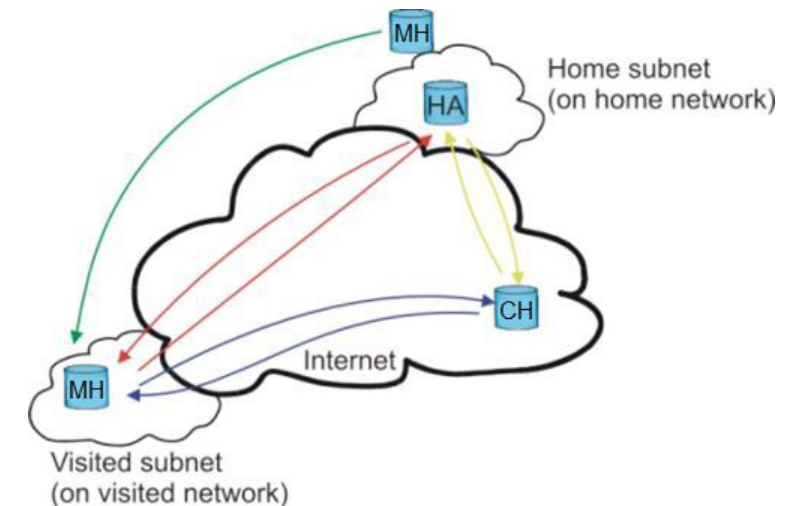 MH
HA
Home subnet
(on home network)
CH
Internet
MH
Visited subnet
(on visited network)